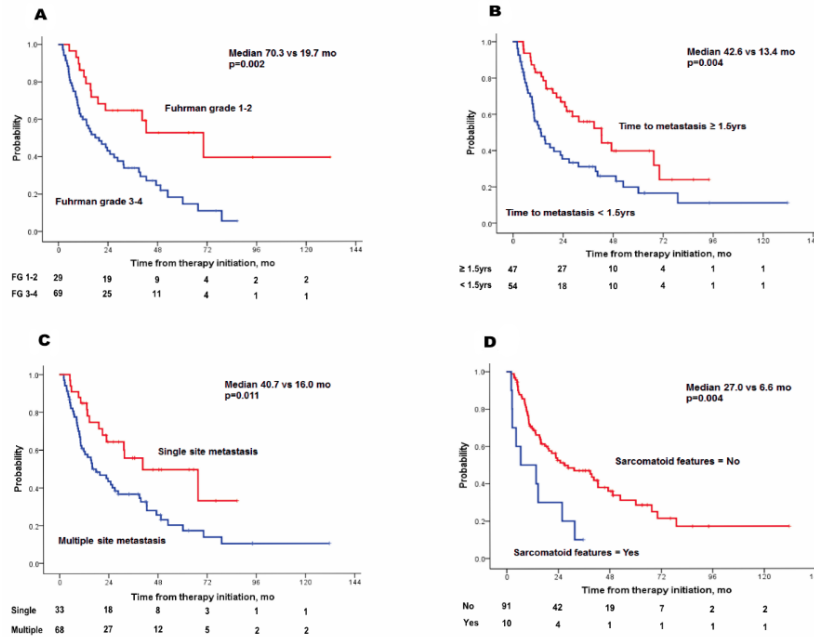 A
Median 70.3 vs 19.7 mo
p=0.002
Fuhrman grade 1-2
Fuhrman grade 3-4
Probability
1.0
0.8
0.6
0.4
0.2
0.0
0 24 48 72 96 120 144
Time from therapy initiation, mo
FG 1-2 29 19 9 4 2 2
FG 3-4 69 25 11 4 1 1
B
Median 42.6 vs 13.4 mo
p=0.004
Time to metastasis ≥ 1.5yrs
Time to metastasis < 1.5yrs
Probability
1.0
0.8
0.6
0.4
0.2
0.0
0 24 48 72 96 120 144
Time from therapy initiation, mo
≥ 1.5yrs 47 27 10 4 1 1
< 1.5yrs 54 18 10 4 1 1
C
Median 40.7 vs 16.0 mo
p=0.011
Single site metastasis
Multiple site metastasis
Probability
1.0
0.8
0.6
0.4
0.2
0.0
0 24 48 72 96 120 144
Time from therapy initiation, mo
Single 33 18 8 3 1 1
Multiple 68 27 12 5 2 2
D
Median 27.0 vs 6.6 mo
p=0.004
Sarcomatoid features = No
Sarcomatoid features = Yes
Probability
1.0
0.8
0.6
0.4
0.2
0.0
0 24 48 72 96 120
Time from therapy initiation, mo
No 91 42 19 7 2 2
Yes 10 4 1 1 1 1